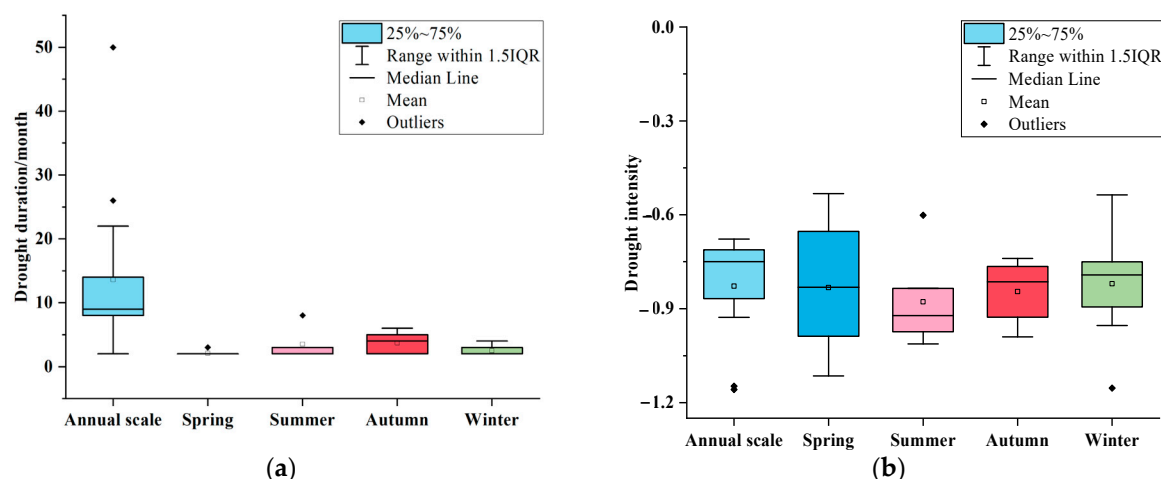 25%~75%
Range within 1.5IQR
Median Line
Mean
Outliers
50
40
30
20
10
0
Drought duration/month
Annual scale Spring Summer Autumn Winter
(a)
25%~75%
Range within 1.5IQR
Median Line
Mean
Outliers
−0.0
−0.3
−0.6
−0.9
−1.2
Drought intensity
Annual scale Spring Summer Autumn Winter
(b)